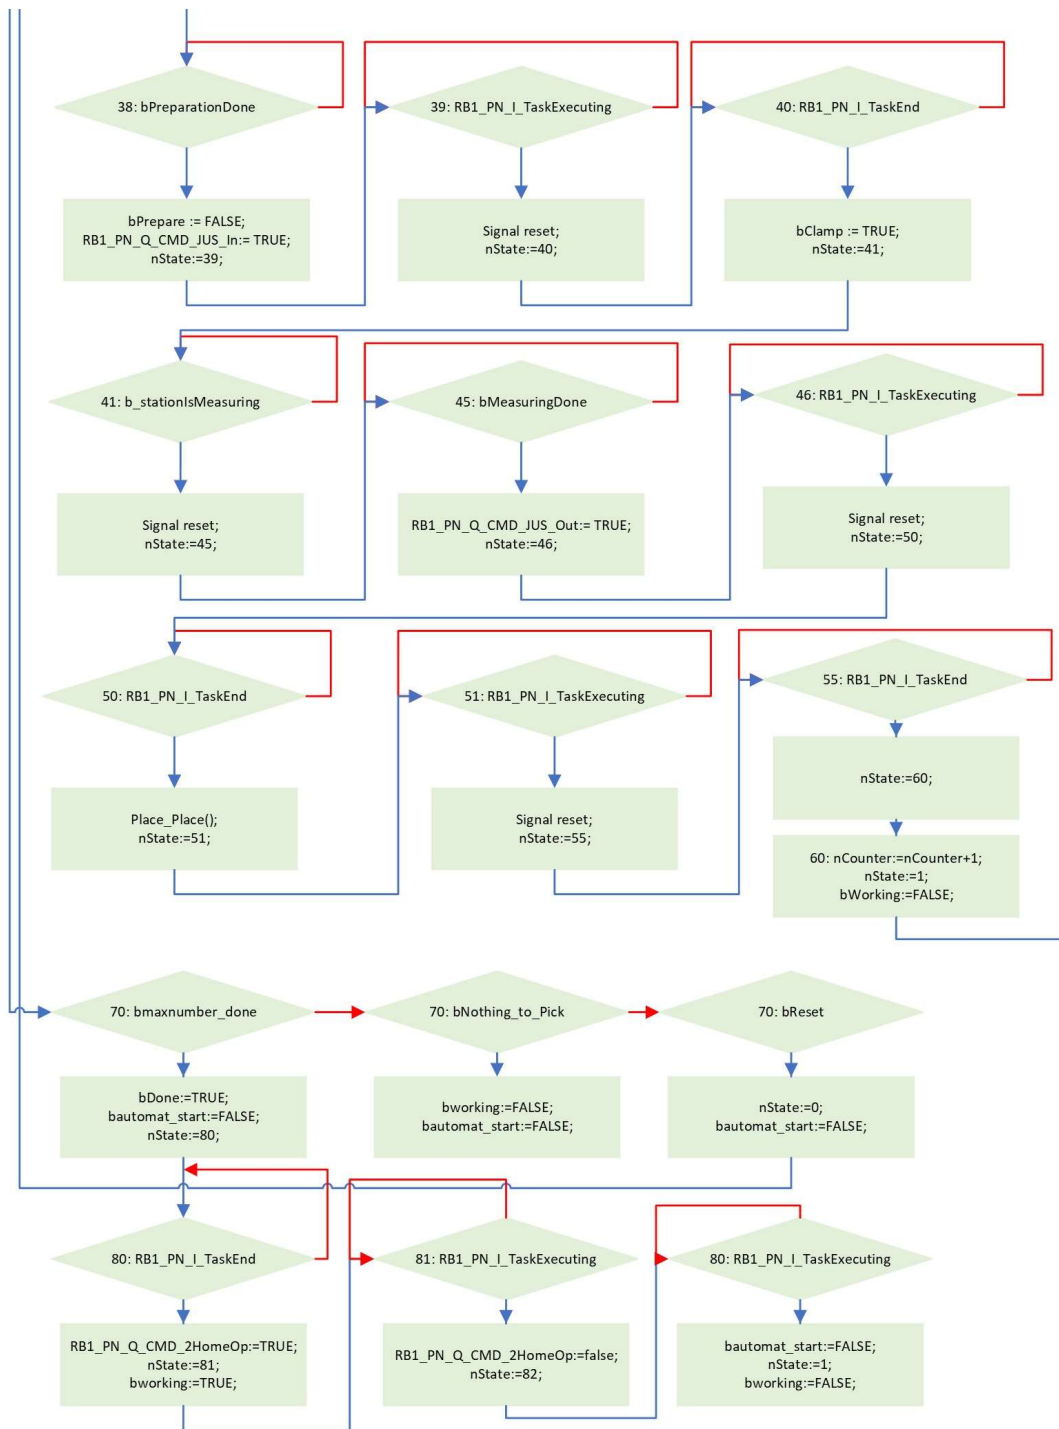 38: bPreparationDone
39: RB1_PN_I_TaskExecuting
40: RB1_PN_I_TaskEnd
bPrepare := FALSE;
RB1_PN_Q_CMD_JUS_In:= TRUE;
nState:=39;
Signal reset;
nState:=40;
bClamp := TRUE;
nState:=41;
41: b_stationIsMeasuring
45: bMeasuringDone
46: RB1_PN_I_TaskExecuting
Signal reset;
nState:=45;
RB1_PN_Q_CMD_JUS_Out:= TRUE;
nState:=46;
Signal reset;
nState:=50;
50: RB1_PN_I_TaskEnd
51: RB1_PN_I_TaskExecuting
55: RB1_PN_I_TaskEnd
Place_Place();
nState:=51;
Signal reset;
nState:=55;
nState:=60;
60: nCounter:=nCounter+1;
nState:=1;
bWorking:=FALSE;
70: bmaxnumber_done
70: bNothing_to_Pick
70: bReset
bDone:=TRUE;
bautomat_start:=FALSE;
nState:=80;
bworking:=FALSE;
bautomat_start:=FALSE;
nState:=0;
bautomat_start:=FALSE;
80: RB1_PN_I_TaskEnd
81: RB1_PN_I_TaskExecuting
80: RB1_PN_I_TaskExecuting
RB1_PN_Q_CMD_2HomeOp:=TRUE;
nState:=81;
bworking:=TRUE;
RB1_PN_Q_CMD_2HomeOp:=false;
nState:=82;
bautomat_start:=FALSE;
nState:=1;
bworking:=FALSE;